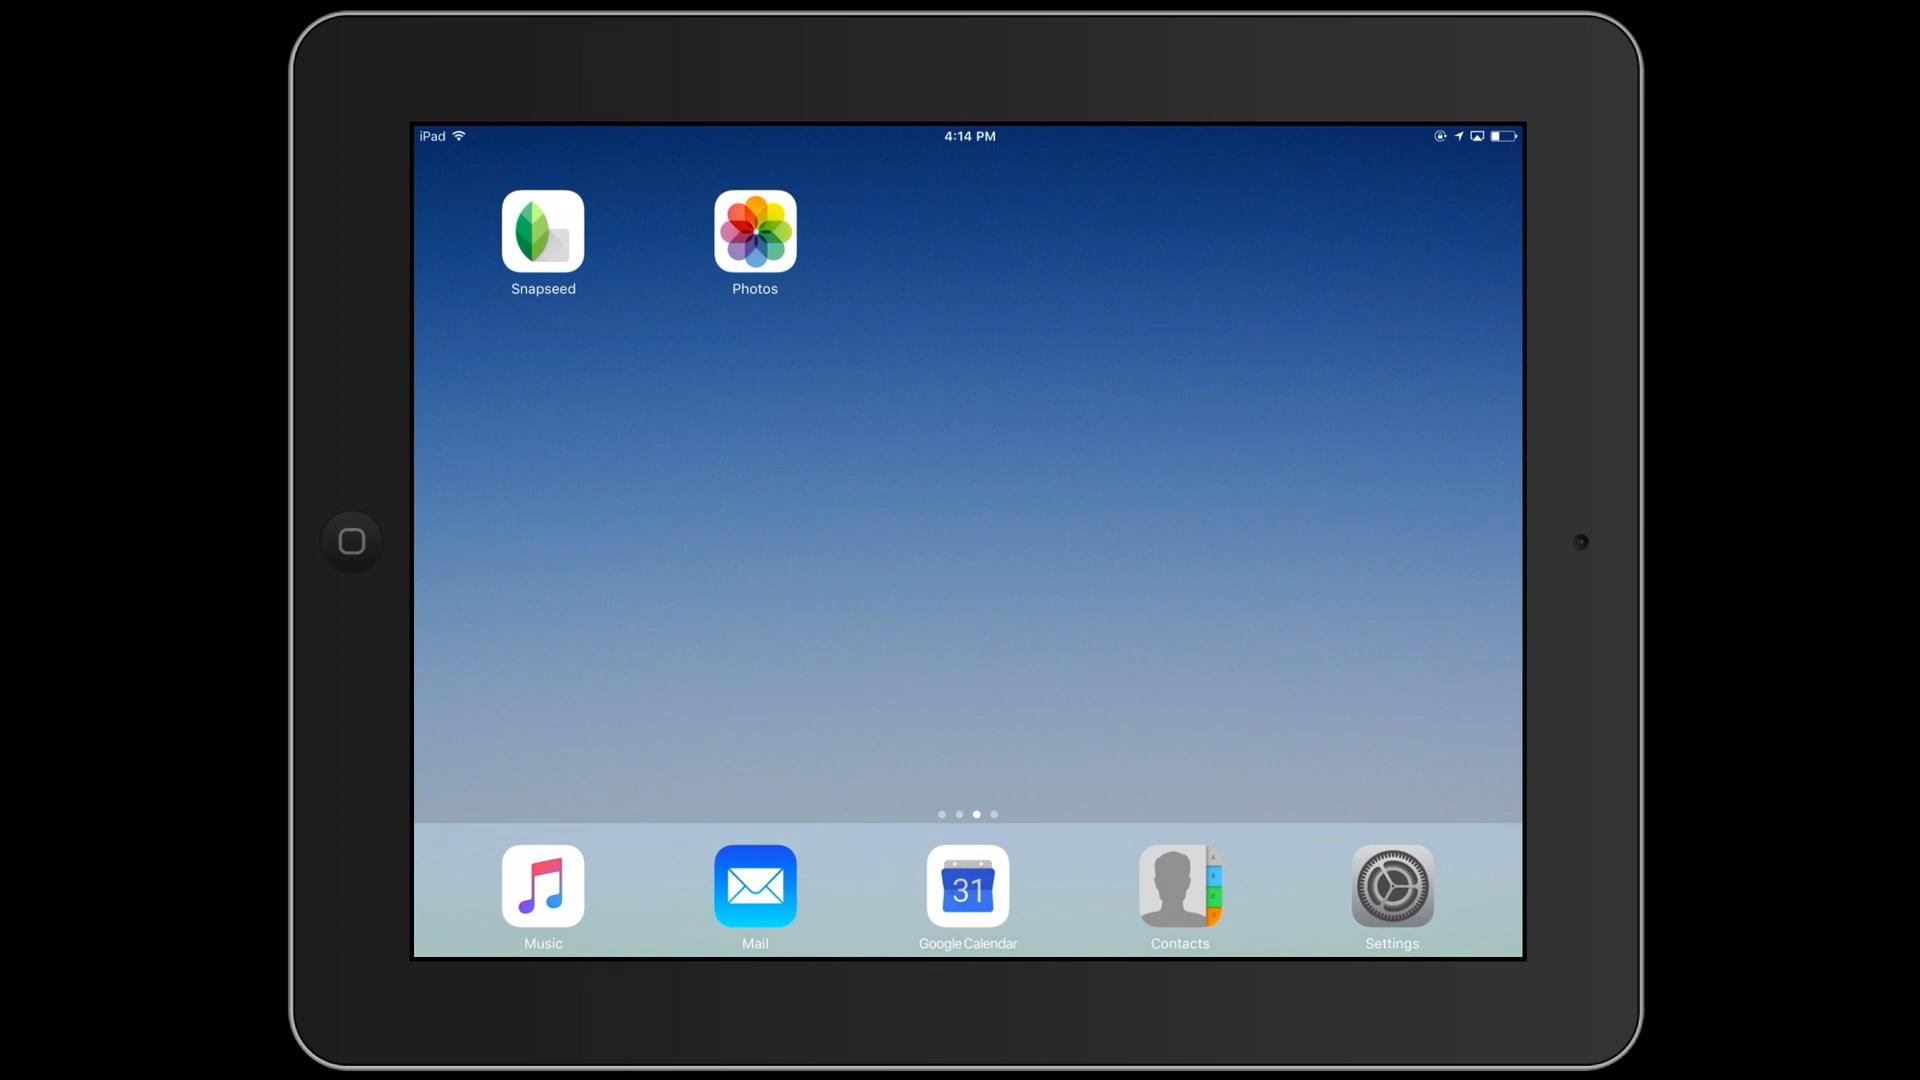 iPad
4:14 PM
Snapseed
Photos
31
A
B
C
D
Music
Mail
Google Calendar
Contacts
Settings